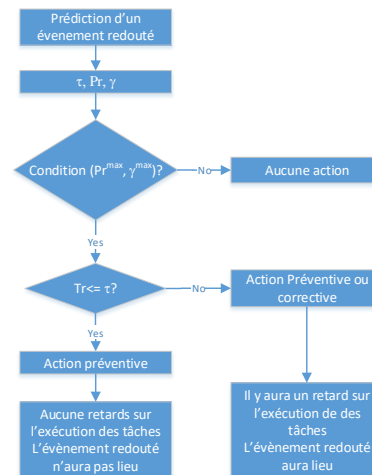 Prédiction d'un
évenement redouté
τ, Pr, γ
Condition (Pr^max, γ^max)?
No
Aucune action
Yes
Tr<= τ?
No
Action Préventive ou
corrective
Yes
Action préventive
Aucune retards sur
l'exécution des tâches
L'évènement redouté
n'aura pas lieu
Il y aura un retard sur
l'exécution de des
tâches
L'évènement redouté
aura lieu